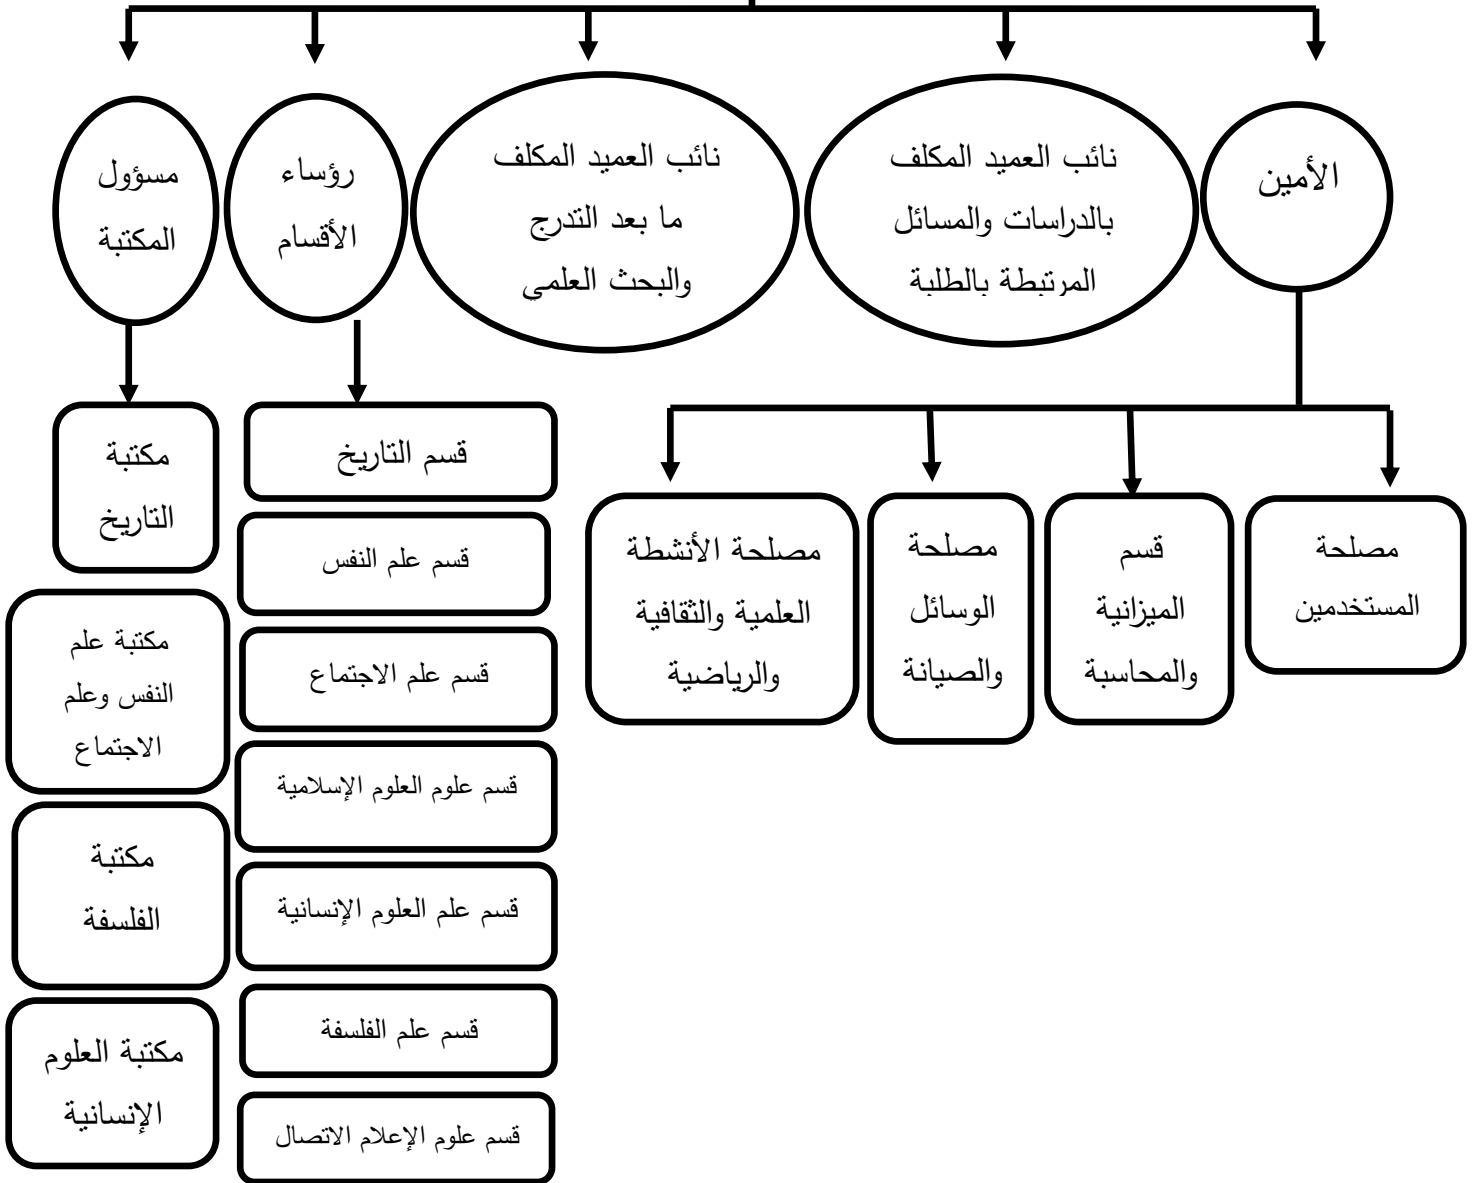 الأمين
نائب العميد المكلف
بالدراسات والمسائل
المرتبطة بالطلبة
نائب العميد المكلف
ما بعد التدرج
والبحث العلمي
رؤساء
الأقسام
مسؤول
المكتبة
مصلحة
المستخدمين
قسم
الميزانية
والمحاسبة
مصلحة
الوسائل
والصيانة
مصلحة الأنشطة
العلمية والثقافية
والرياضية
قسم التاريخ
قسم علم النفس
قسم علم الاجتماع
قسم علوم العلوم الإسلامية
قسم علم العلوم الإنسانية
قسم علم الفلسفة
قسم علوم الإعلام الاتصال
مكتبة
التاريخ
مكتبة علم
النفس وعلم
الاجتماع
مكتبة
الفلسفة
مكتبة العلوم
الإنسانية